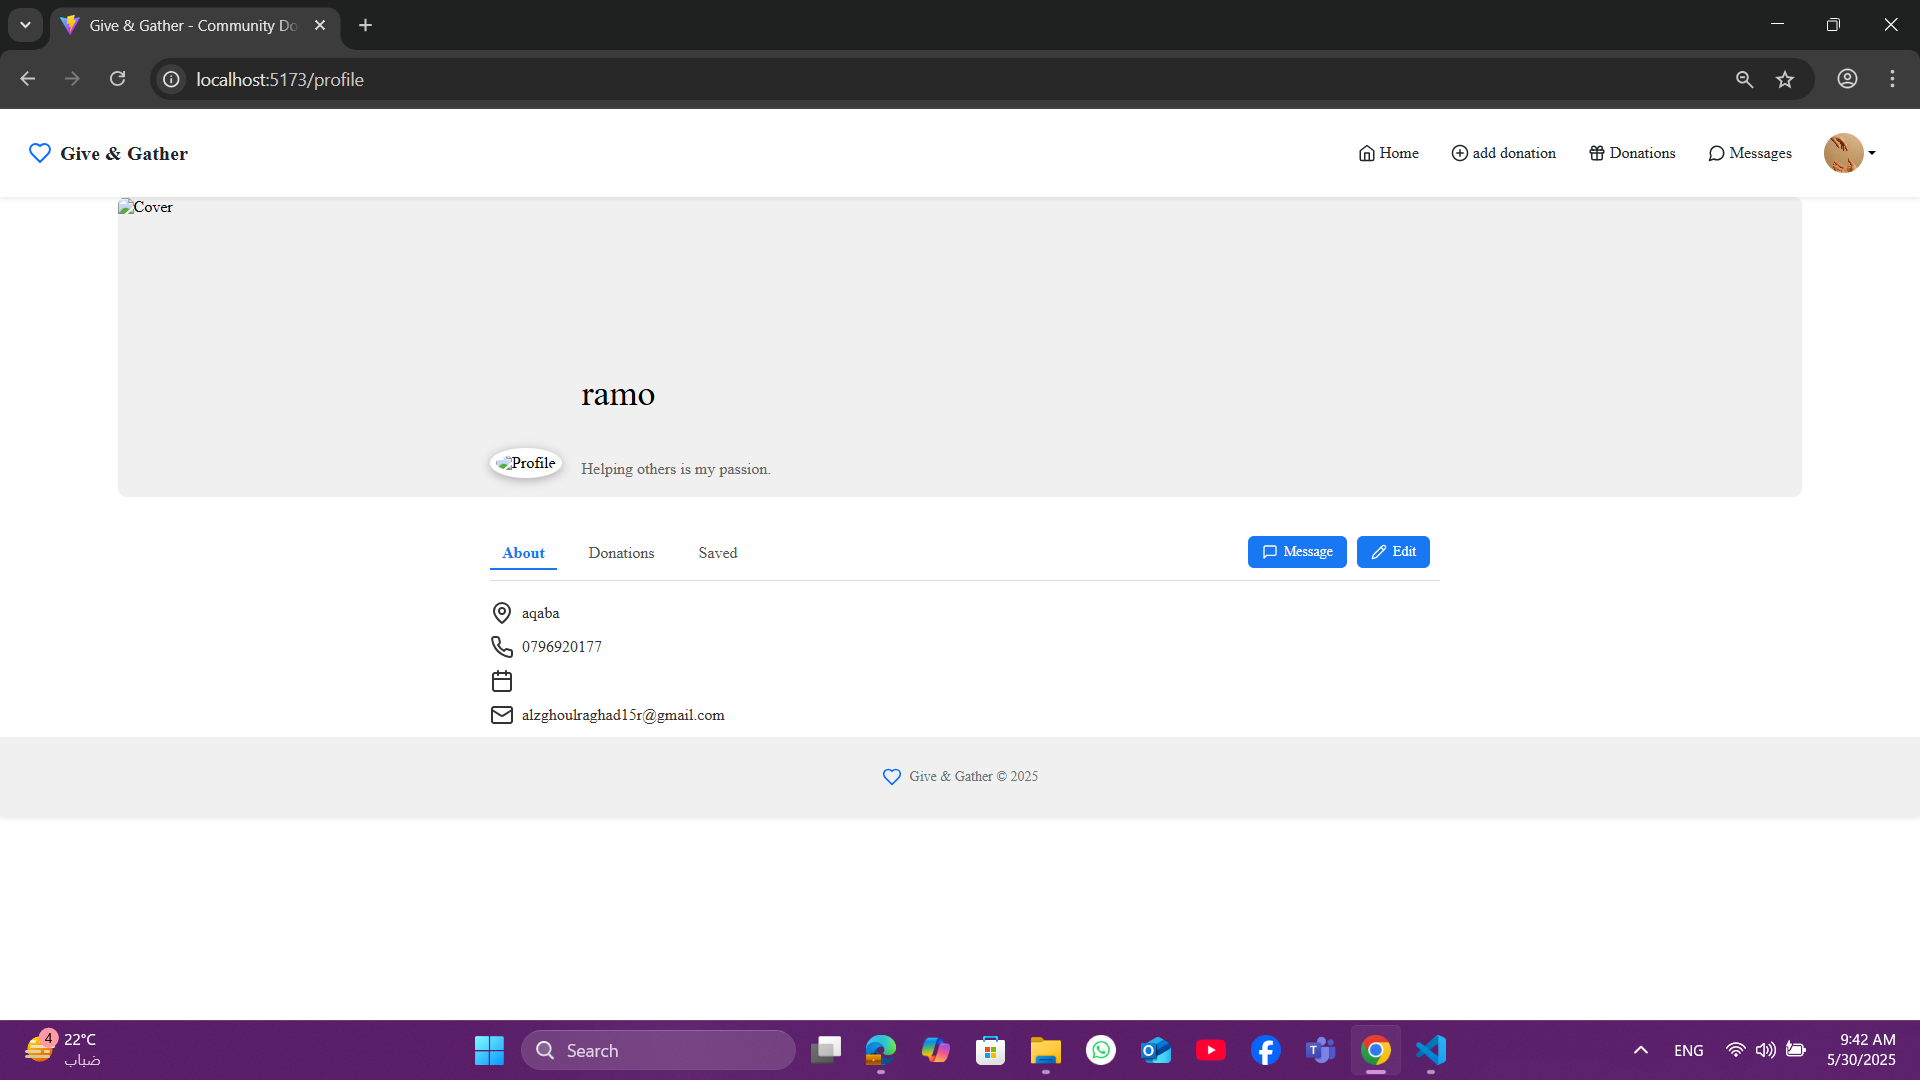 Give & Gather - Community Do
localhost:5173/profile
Give & Gather
Home
add donation
Donations
Messages
Cover
ramo
Profile
Helping others is my passion.
About
Donations
Saved
Message
Edit
aqaba
0796920177
alzghoulraghad15r@gmail.com
Give & Gather © 2025
4
22°C
ضباب
Search
ENG
9:42 AM
5/30/2025